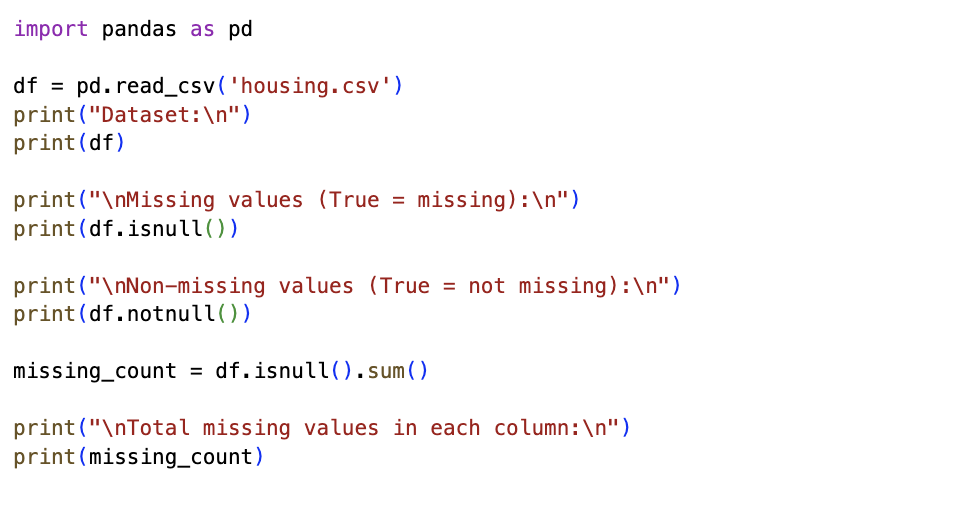 import pandas as pd
df = pd.read_csv('housing.csv')
print("Dataset:\n")
print(df)
print("\nMissing values (True = missing):\n")
print(df.isnull())
print("\nNon-missing values (True = not missing):\n")
print(df.notnull())
missing_count = df.isnull().sum()
print("\nTotal missing values in each column:\n")
print(missing_count)